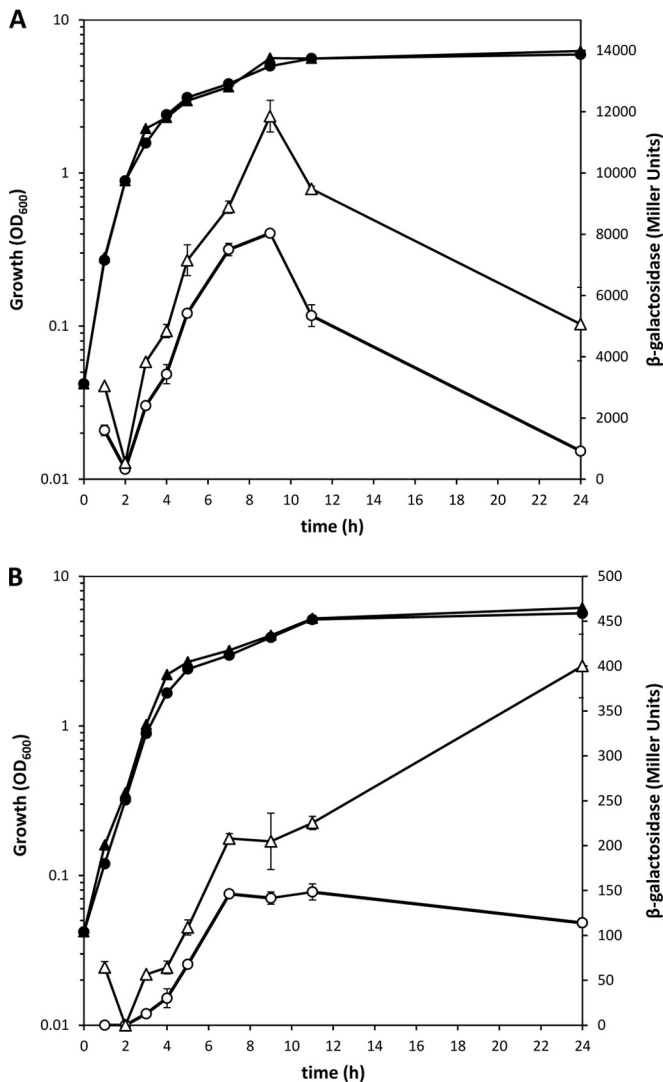 A
10
1
0.1
0.01
Growth (OD600)
14000
12000
10000
8000
6000
4000
2000
0
β-galactosidase (Miller Units)
0 2 4 6 8 10 12 14 16 18 20 22 24
time (h)
B
10
1
0.1
0.01
Growth (OD600)
500
450
400
350
300
250
200
150
100
50
0
β-galactosidase (Miller Units)
0 2 4 6 8 10 12 14 16 18 20 22 24
time (h)